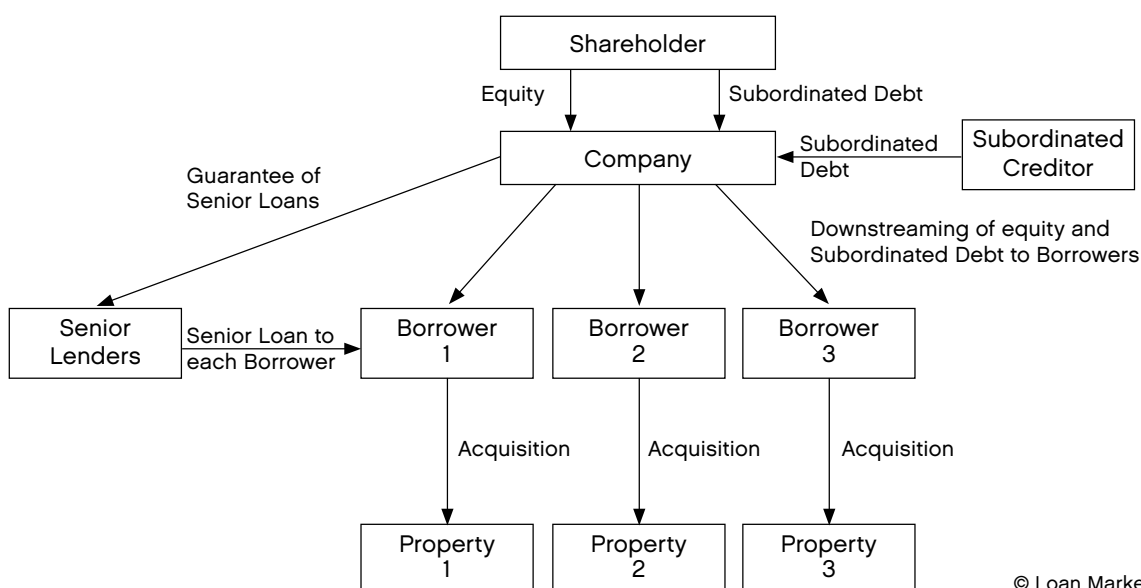 Shareholder
Equity
Subordinated Debt
Company
Subordinated
Debt
Subordinated
Creditor
Guarantee of
Senior Loans
Downstreaming of equity and
Subordinated Debt to Borrowers
Senior
Lenders
Senior Loan to
each Borrower
Borrower
1
Borrower
2
Borrower
3
Acquisition
Acquisition
Acquisition
Property
1
Property
2
Property
3
© Loan Marke